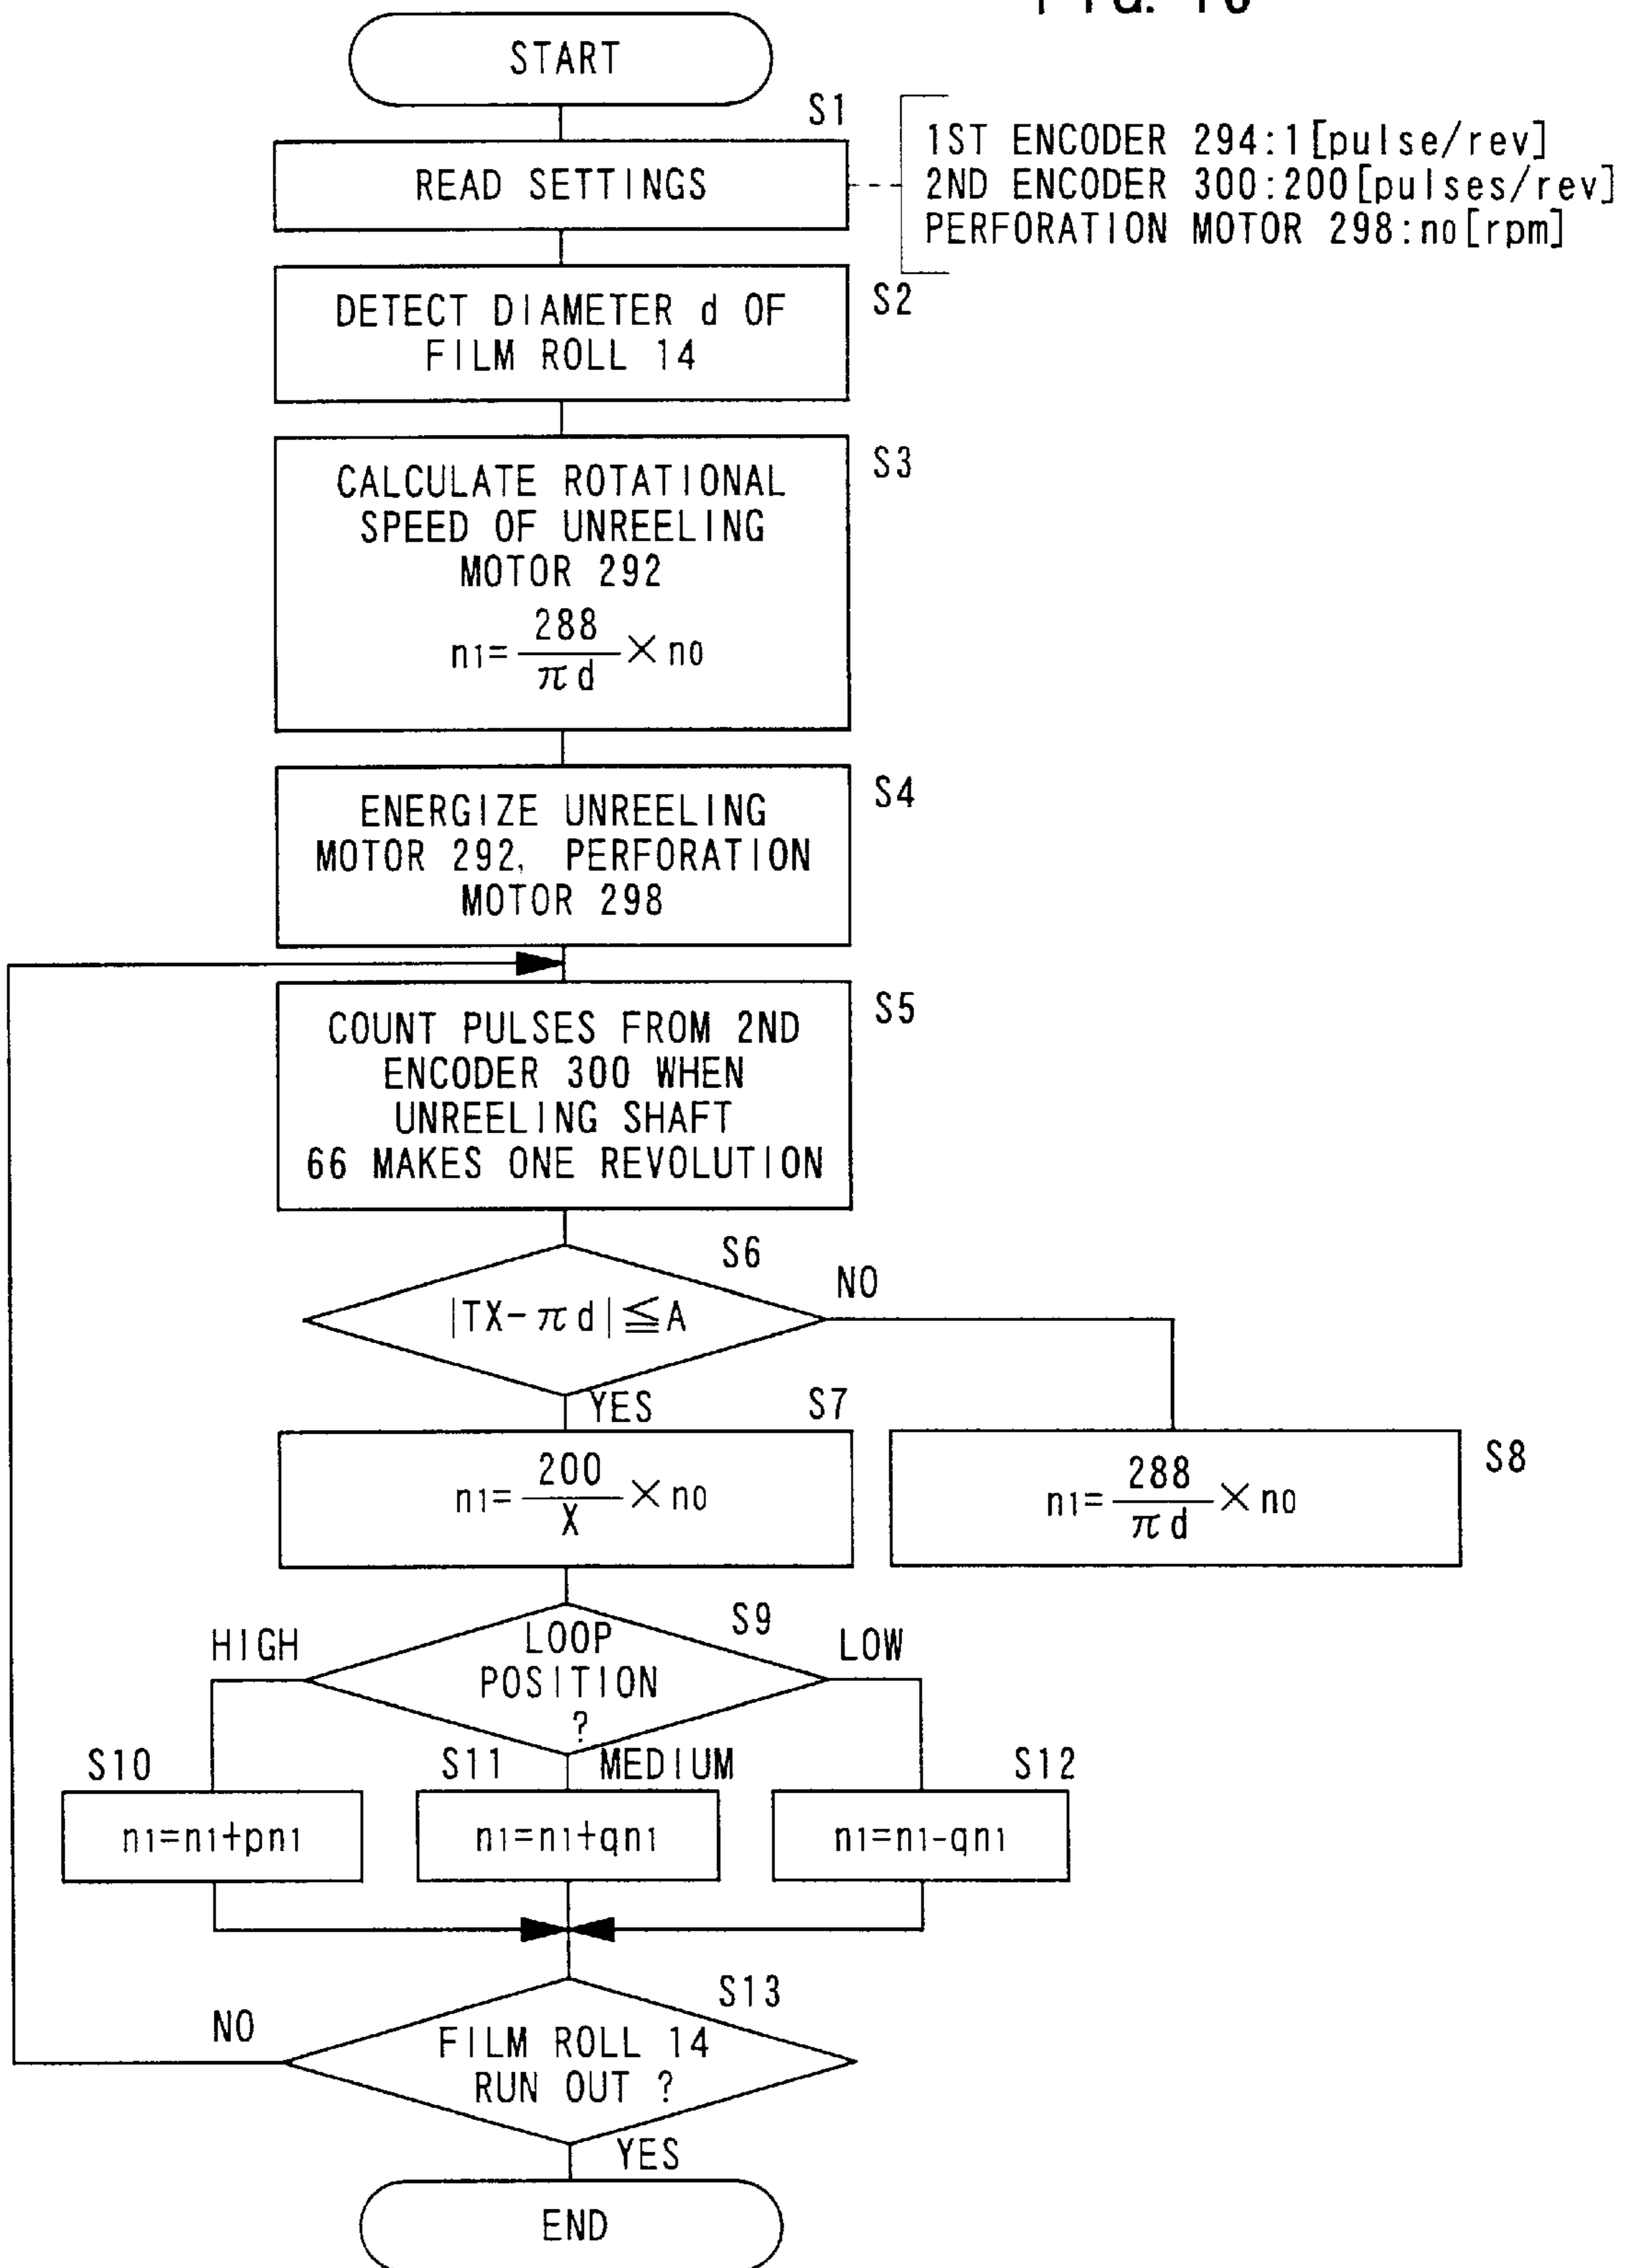 START
S1
READ SETTINGS
1ST ENCODER 294:1[pulse/rev]
2ND ENCODER 300:200[pulses/rev]
PERFORATION MOTOR 298:n0[rpm]
S2
DETECT DIAMETER d OF
FILM ROLL 14
S3
CALCULATE ROTATIONAL
SPEED OF UNREELING
MOTOR 292
n1=288/πd×n0
S4
ENERGIZE UNREELING
MOTOR 292, PERFORATION
MOTOR 298
S5
COUNT PULSES FROM 2ND
ENCODER 300 WHEN
UNREELING SHAFT
66 MAKES ONE REVOLUTION
S6
|TX-πd|≦A
NO
YES
S7
n1=200/X×n0
S8
n1=288/πd×n0
S9
HIGH
LOOP
POSITION
?
LOW
S10
S11
MEDIUM
S12
n1=n1+pn1
n1=n1+qn1
n1=n1-qn1
S13
NO
FILM ROLL 14
RUN OUT ?
YES
END